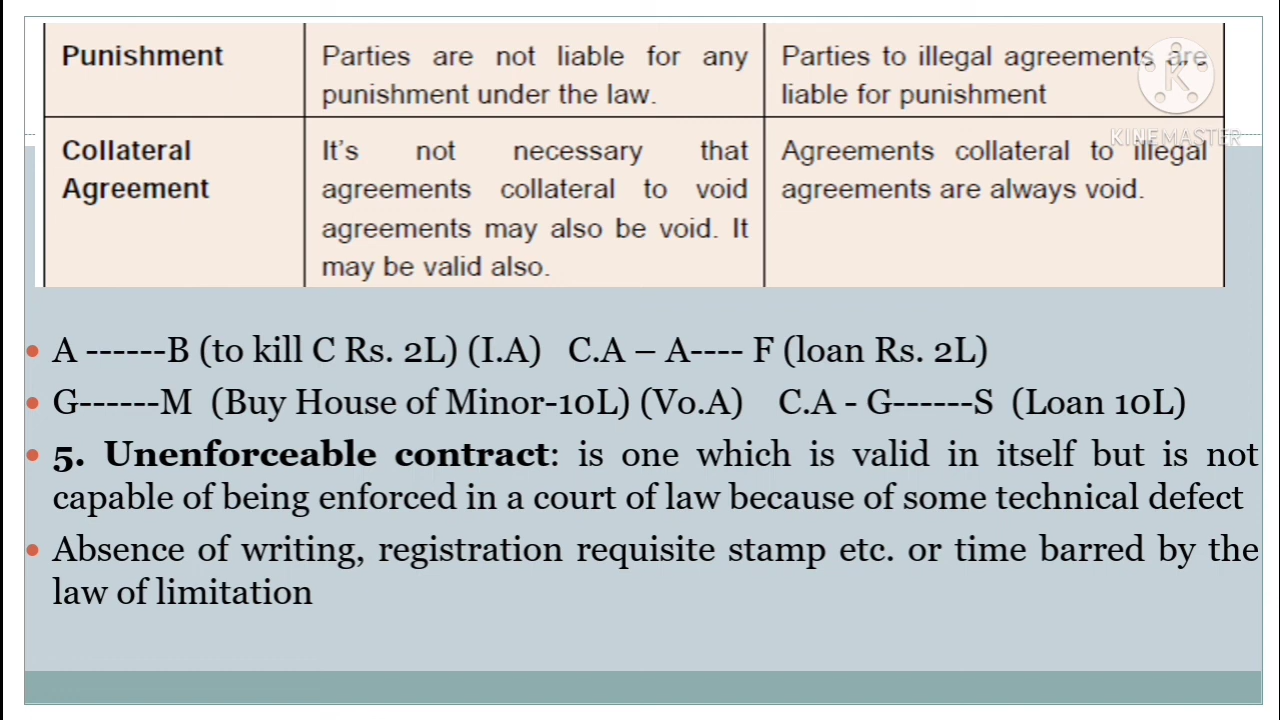 Punishment
Parties are not liable for any
punishment under the law.
Parties to illegal agreements are
liable for punishment
Collateral
Agreement
It's not necessary that
agreements collateral to void
agreements may also be void. It
may be valid also.
Agreements collateral to illegal
agreements are always void.
K
KINEMASTER
• A ------B (to kill C Rs. 2L) (I.A) C.A – A---- F (loan Rs. 2L)
• G------M (Buy House of Minor-10L) (Vo.A) C.A - G------S (Loan 10L)
• 5. Unenforceable contract: is one which is valid in itself but is not
capable of being enforced in a court of law because of some technical defect
• Absence of writing, registration requisite stamp etc. or time barred by the
law of limitation